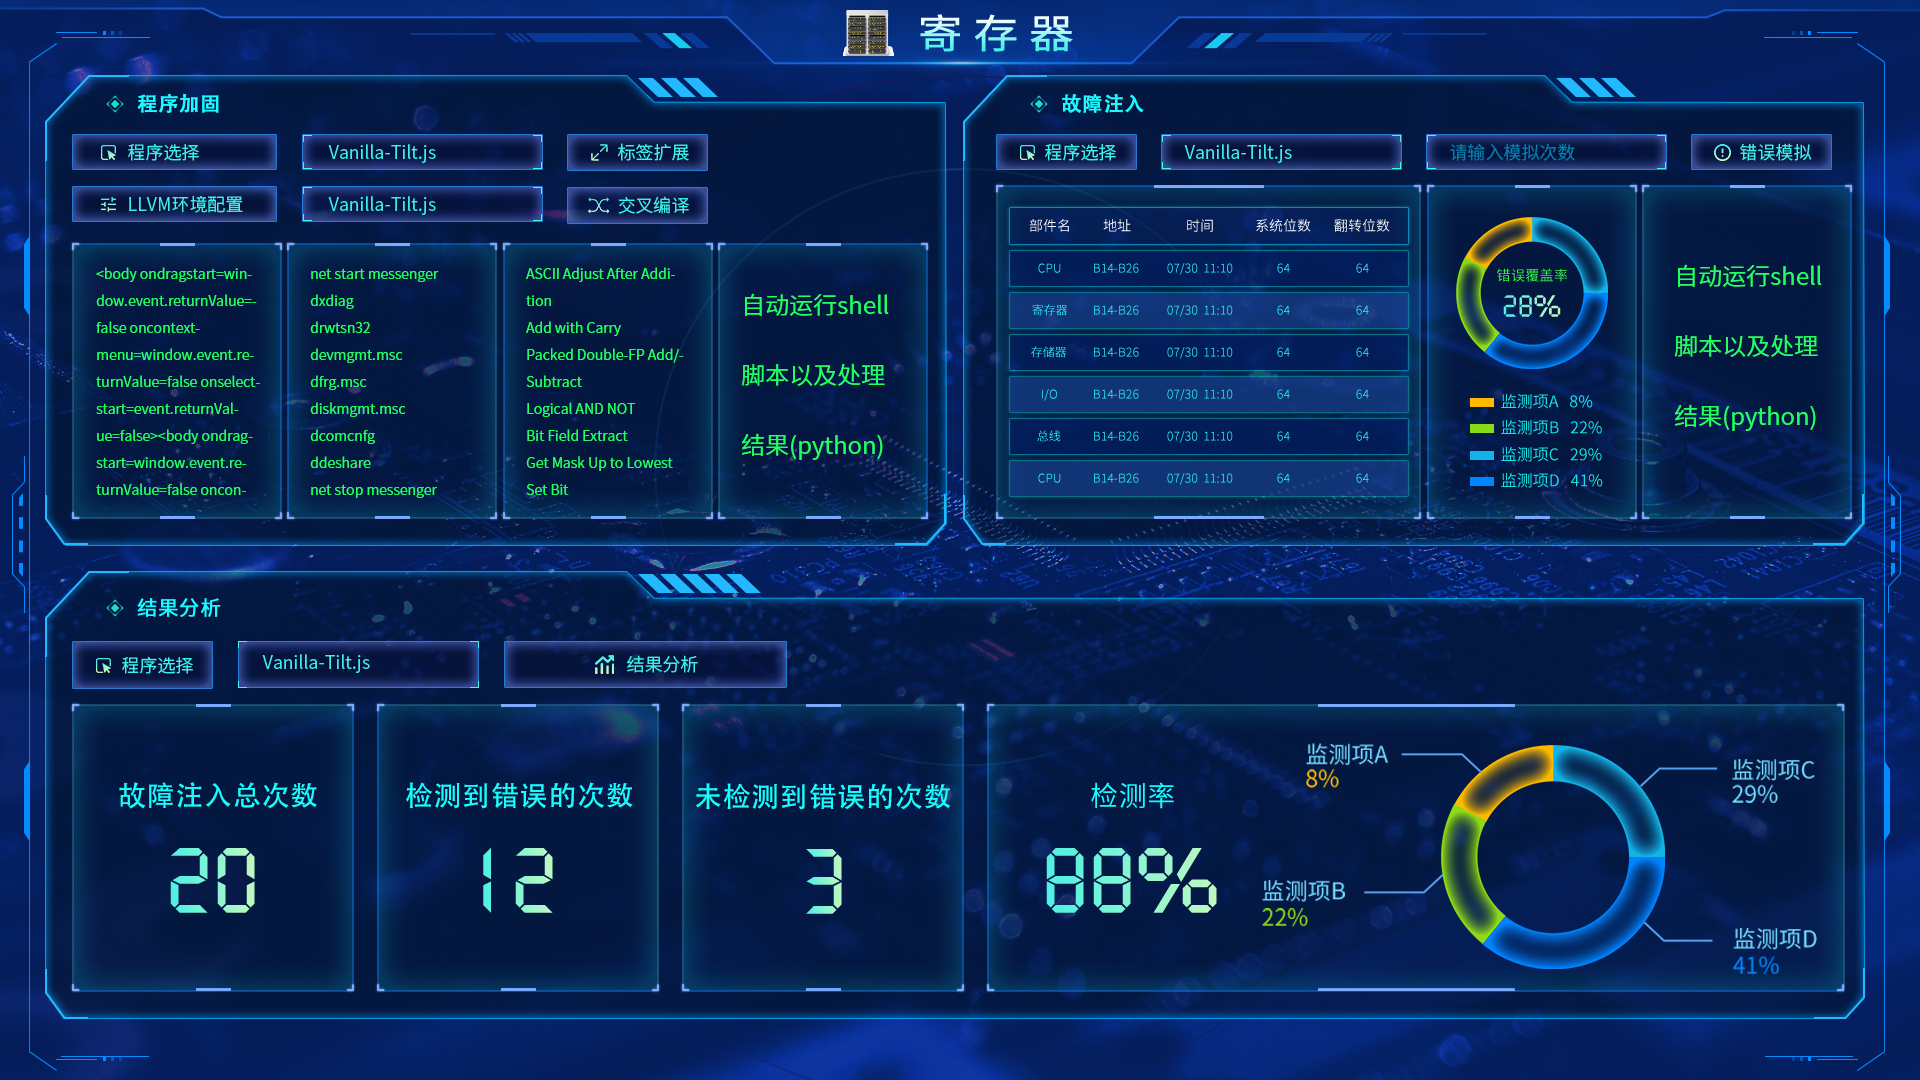 寄存器
程序加固
程序选择
Vanilla-Tilt.js
标签扩展
LLVM环境配置
Vanilla-Tilt.js
交叉编译
<body ondragstart=win-
dow.event.returnValue=-
false oncontext-
menu=window.event.re-
turnValue=false onselect-
start=event.returnVal-
ue=false><body ondrag-
start=window.event.re-
turnValue=false oncon-
net start messenger
dxdiag
drwtsn32
devmgmt.msc
dfrg.msc
diskmgmt.msc
dcomcnfg
ddeshare
net stop messenger
ASCII Adjust After Addi-
tion
Add with Carry
Packed Double-FP Add/-
Subtract
Logical AND NOT
Bit Field Extract
Get Mask Up to Lowest
Set Bit
自动运行shell
脚本以及处理
结果(python)
故障注入
程序选择
Vanilla-Tilt.js
请输入模拟次数
错误模拟
部件名 地址 时间 系统位数 翻转位数
CPU B14-B26 07/30 11:10 64 64
寄存器 B14-B26 07/30 11:10 64 64
存储器 B14-B26 07/30 11:10 64 64
I/O B14-B26 07/30 11:10 64 64
总线 B14-B26 07/30 11:10 64 64
CPU B14-B26 07/30 11:10 64 64
错误覆盖率
28%
监测项A 8%
监测项B 22%
监测项C 29%
监测项D 41%
自动运行shell
脚本以及处理
结果(python)
结果分析
程序选择
Vanilla-Tilt.js
结果分析
故障注入总次数
20
检测到错误的次数
12
未检测到错误的次数
3
检测率
88%
监测项A
8%
监测项B
22%
监测项C
29%
监测项D
41%